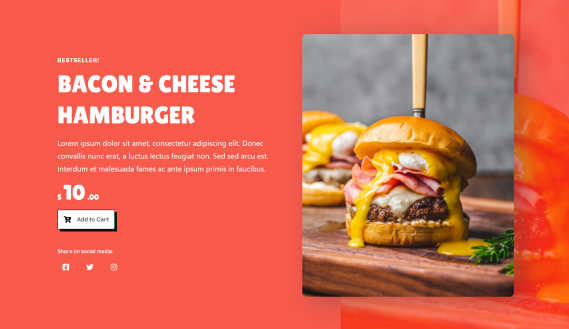 BESTSELLER!
BACON & CHEESE
HAMBURGER
Lorem ipsum dolor sit amet, consectetur adipiscing elit. Donec
convallis nunc erat, a luctus lectus feugiat non. Sed sed arcu est.
Interdum et malesuada fames ac ante ipsum primis in faucibus.
$ 10 .00
Add to Cart
Share on social media: